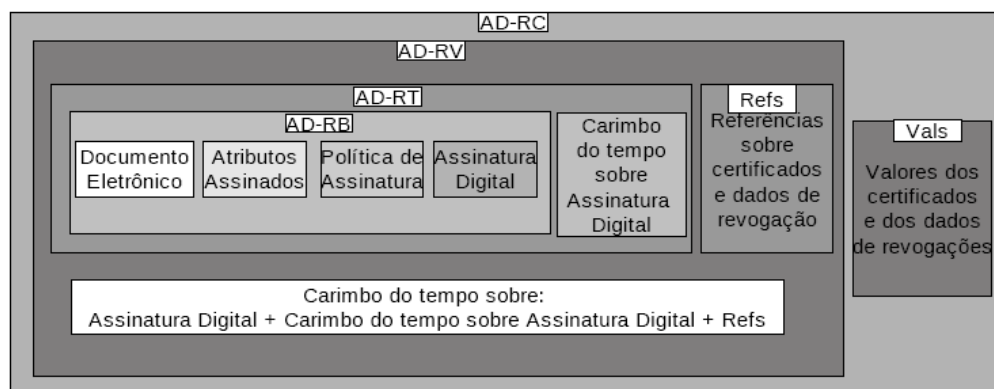 AD-RC
AD-RV
AD-RT
AD-RB
Documento
Eletrônico
Atributos
Assinados
Política de
Assinatura
Assinatura
Digital
Carimbo
do tempo
sobre
Assinatura
Digital
Refs
Referências
sobre
certificados
e dados de
revogação
Vals
Valores dos
certificados
e dos dados
de revogações
Carimbo do tempo sobre:
Assinatura Digital + Carimbo do tempo sobre Assinatura Digital + Refs